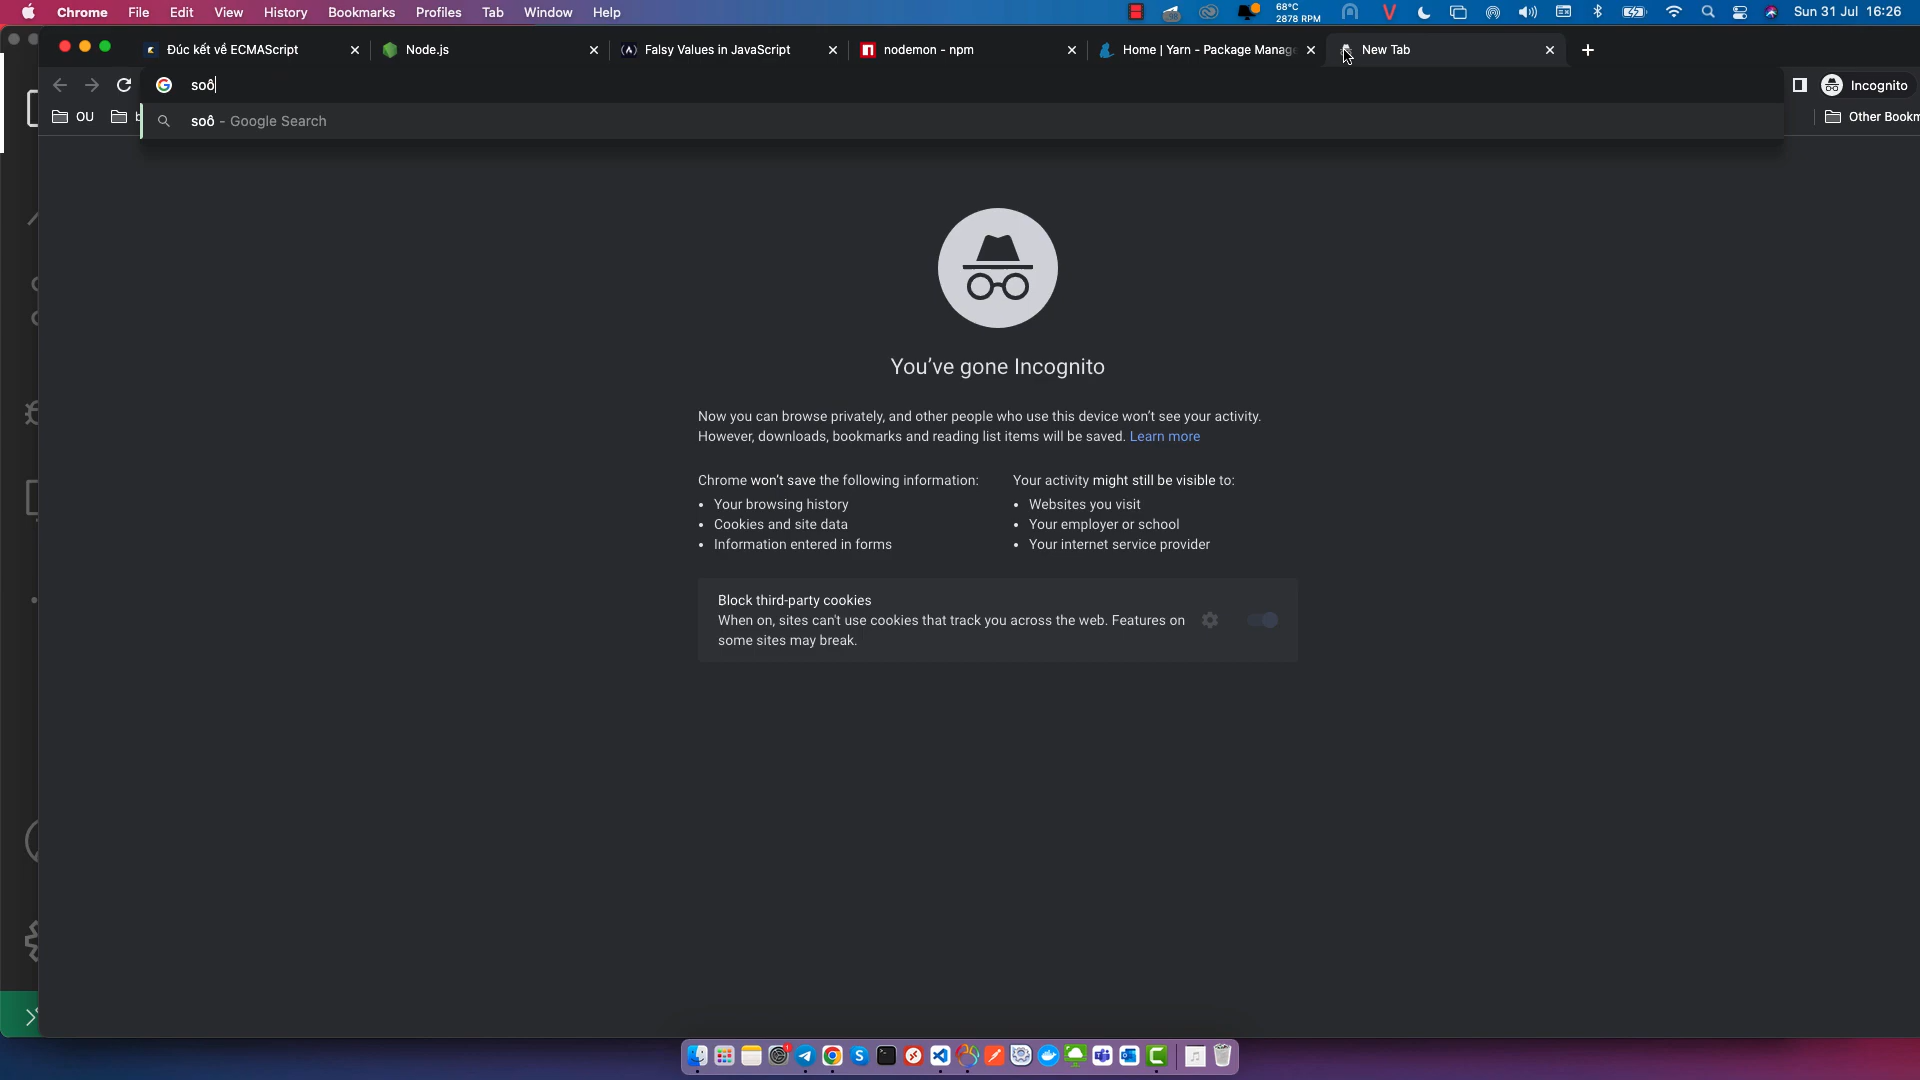 Chrome File Edit View History Bookmarks Profiles Tab Window Help 68°C 2878 RPM Sun 31 Jul 16:26
Đúc kết về ECMAScript Node.js Falsy Values in JavaScript nodemon - npm Home | Yarn - Package Manag New Tab
soô Incognito
OU Other Bookm
soô - Google Search
You've gone Incognito
Now you can browse privately, and other people who use this device won't see your activity.
However, downloads, bookmarks and reading list items will be saved. Learn more
Chrome won't save the following information:
• Your browsing history
• Cookies and site data
• Information entered in forms
Your activity might still be visible to:
• Websites you visit
• Your employer or school
• Your internet service provider
Block third-party cookies
When on, sites can't use cookies that track you across the web. Features on
some sites may break.